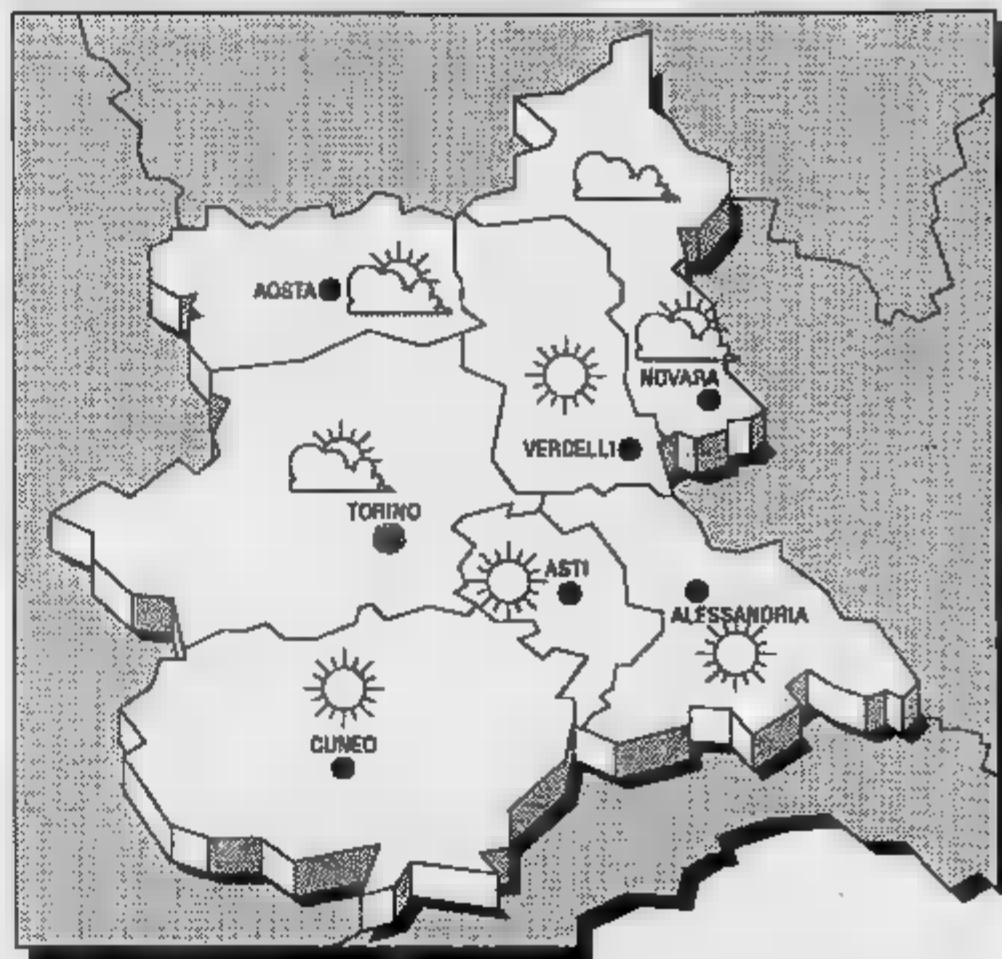 AOSTA
NOVARA
VERCELLI
TORINO
ASTI
ALESSANDRIA
CUNEO